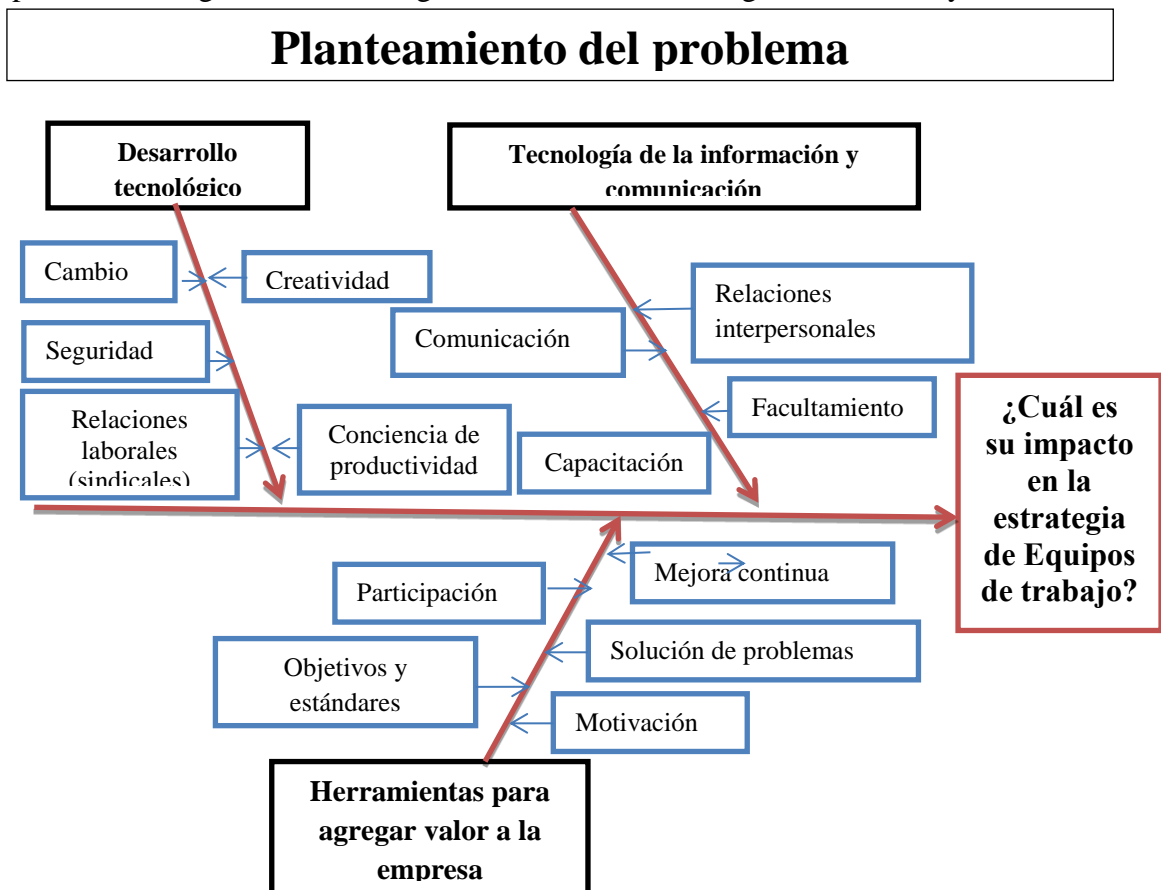 Planteamiento del problema
Desarrollo
tecnológico
Tecnología de la información y
comunicación
Cambio
Creatividad
Relaciones
interpersonales
Comunicación
Seguridad
Facultamiento
Relaciones
laborales
(sindicales)
Conciencia de
productividad
Capacitación
¿Cuál es
su impacto
en la
estrategia
de Equipos
de trabajo?
Participación
Mejora continua
Solución de problemas
Objetivos y
estándares
Motivación
Herramientas para
agregar valor a la
empresa